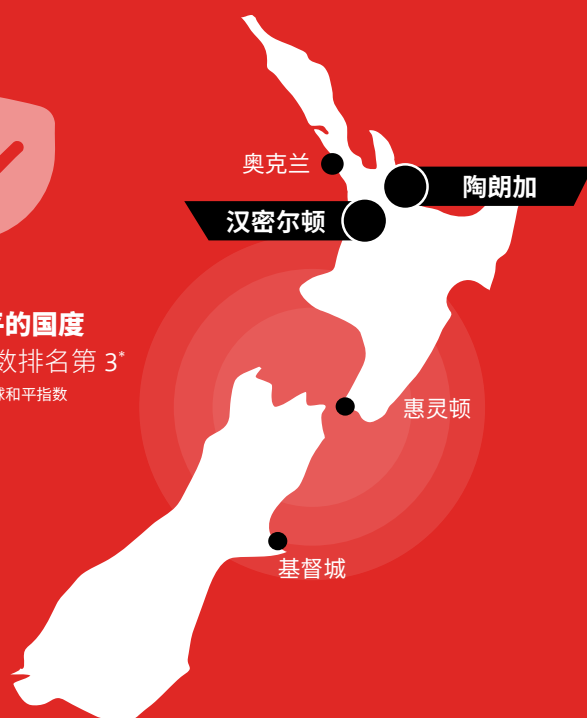 奥克兰
陶朗加
汉密尔顿
的国度
数排名第 3*
和平指数
惠灵顿
基督城